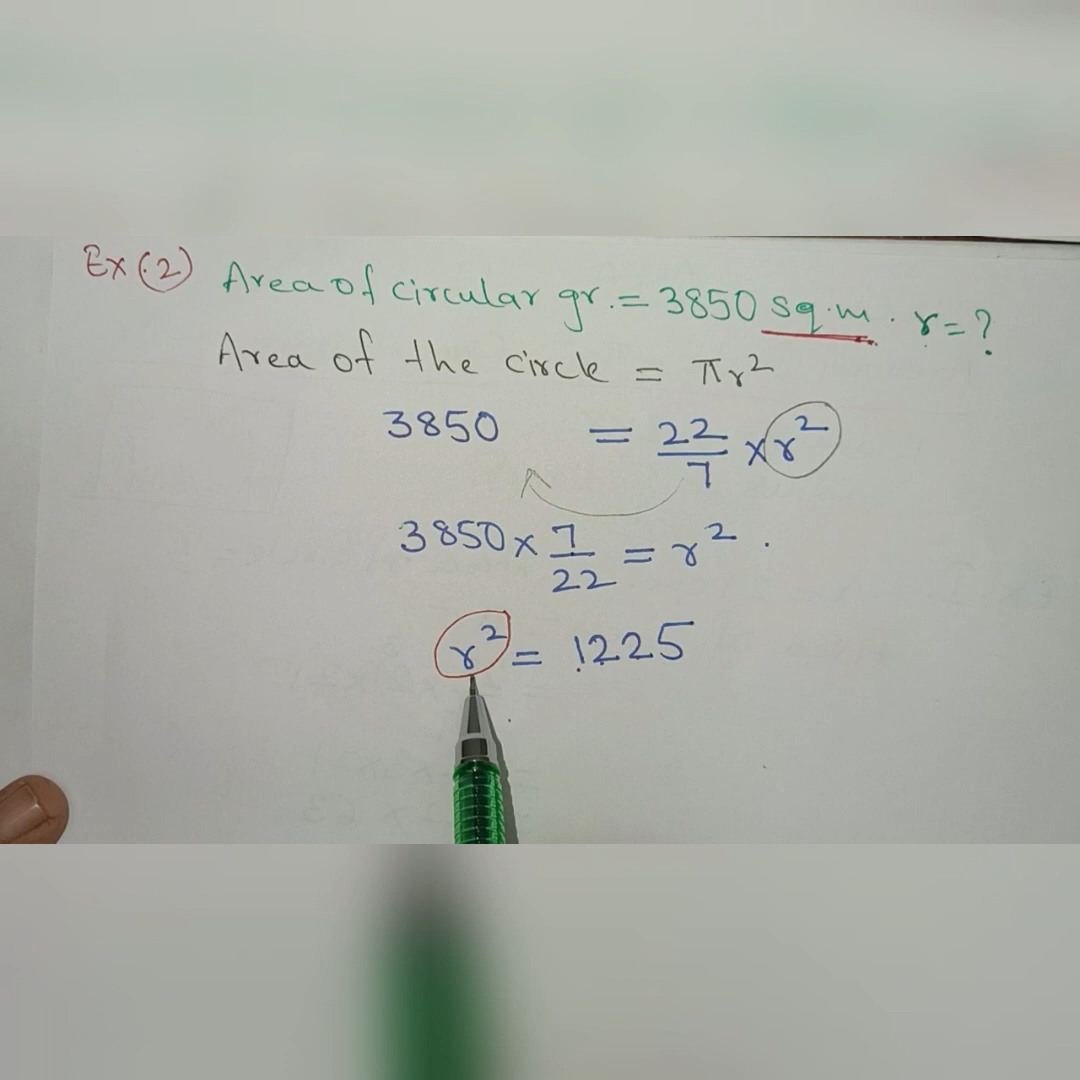 Ex(.2) Area of circular gr. = 3850 sq.m. r = ?
Area of the circle = πr²
3850 = 22/7 × r²
3850 × 7/22 = r².
r² = 1225